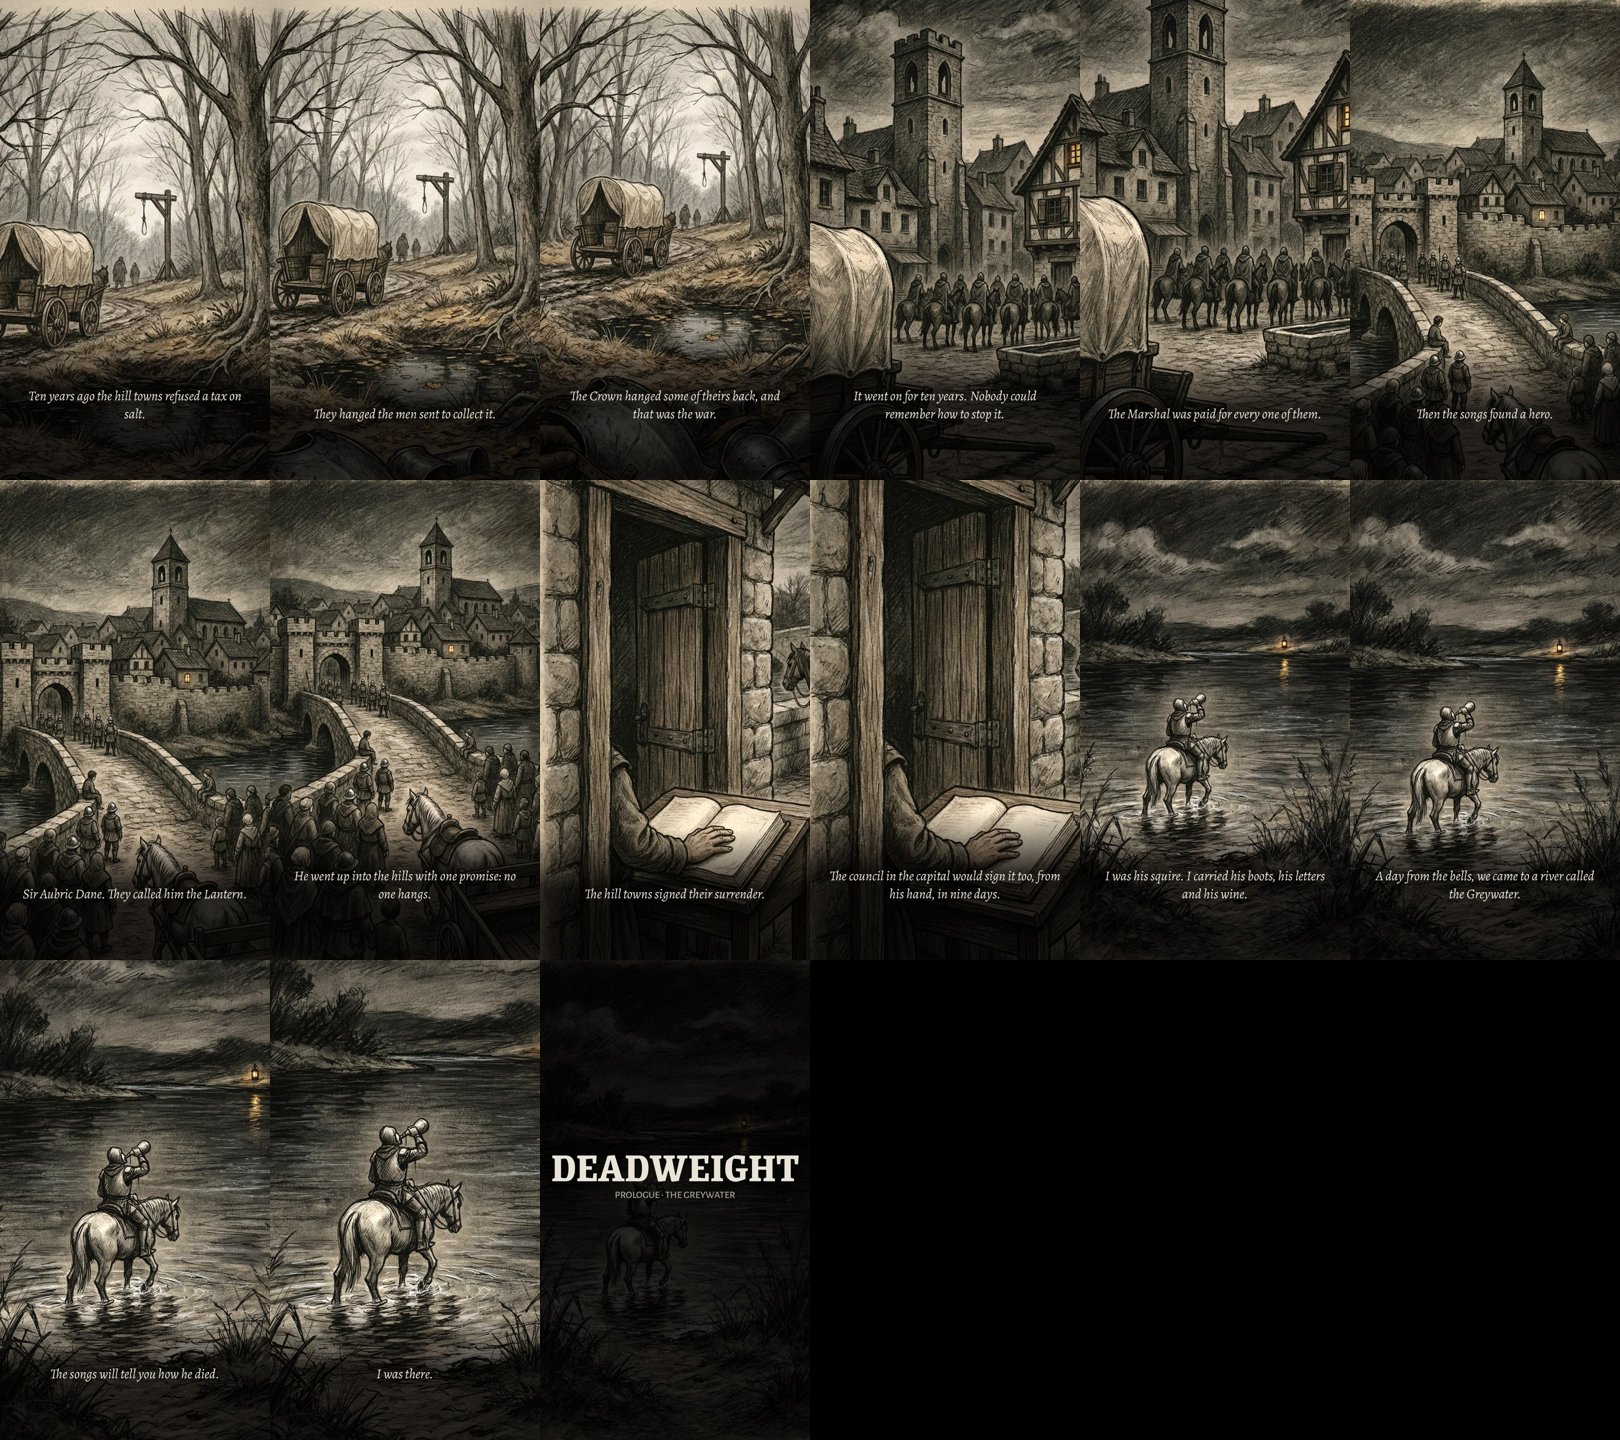 Ten years ago the hill towns refused a tax on
salt.
They hanged the men sent to collect it.
The Crown hanged some of theirs back, and
that was the war.
It went on for ten years. Nobody could
remember how to stop it.
The Marshal was paid for every one of them.
Then the songs found a hero.
Sir Aubric Dane. They called him the Lantern.
He went up into the hills with one promise: no
one hangs.
The hill towns signed their surrender.
The council in the capital would sign it too, from
his hand, in nine days.
I was his squire. I carried his boots, his letters
and his wine.
A day from the bells, we came to a river called
the Greywater.
The songs will tell you how he died.
I was there.
DEADWEIGHT
PROLOGUE · THE GREYWATER